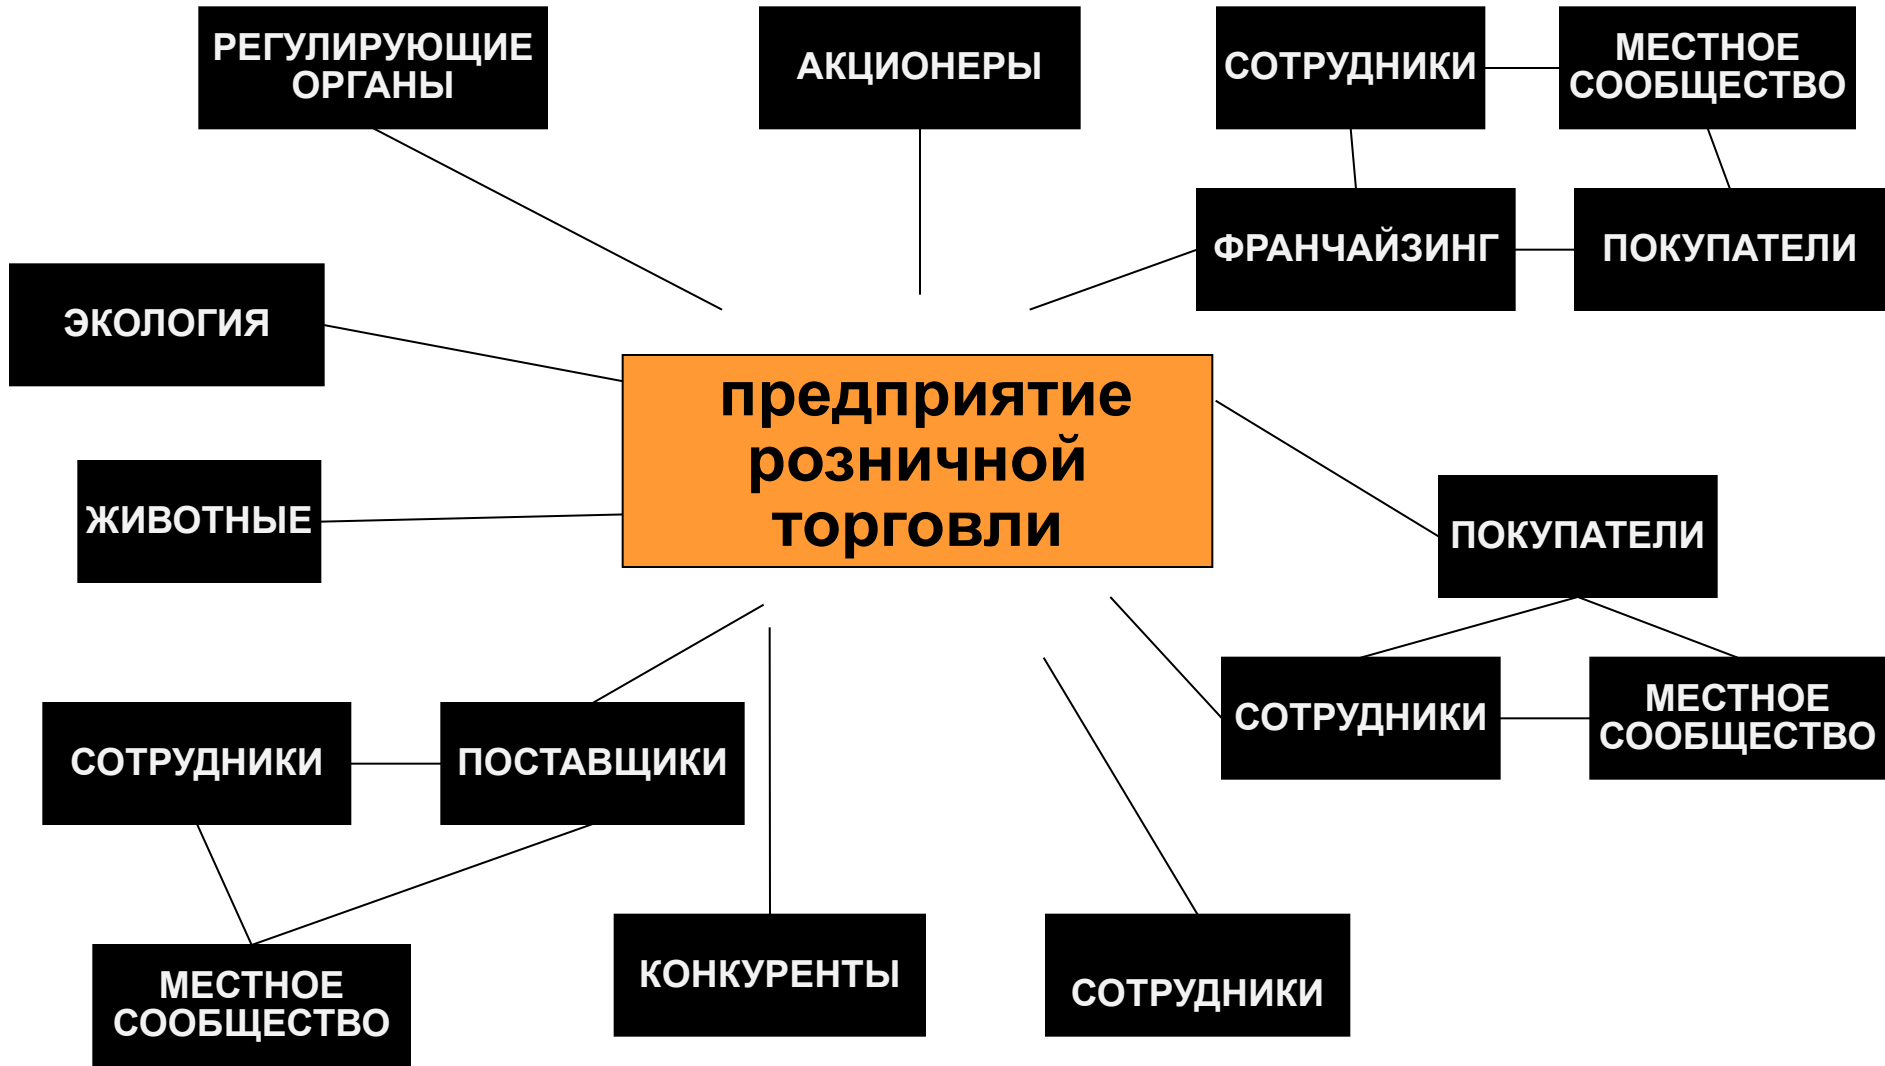 РЕГУЛИРУЮЩИЕ
ОРГАНЫ
АКЦИОНЕРЫ
СОТРУДНИКИ
МЕСТНОЕ
СООБЩЕСТВО
ФРАНЧАЙЗИНГ
ПОКУПАТЕЛИ
ЭКОЛОГИЯ
предприятие
розничной
торговли
ЖИВОТНЫЕ
ПОКУПАТЕЛИ
СОТРУДНИКИ
МЕСТНОЕ
СООБЩЕСТВО
СОТРУДНИКИ
ПОСТАВЩИКИ
МЕСТНОЕ
СООБЩЕСТВО
КОНКУРЕНТЫ
СОТРУДНИКИ